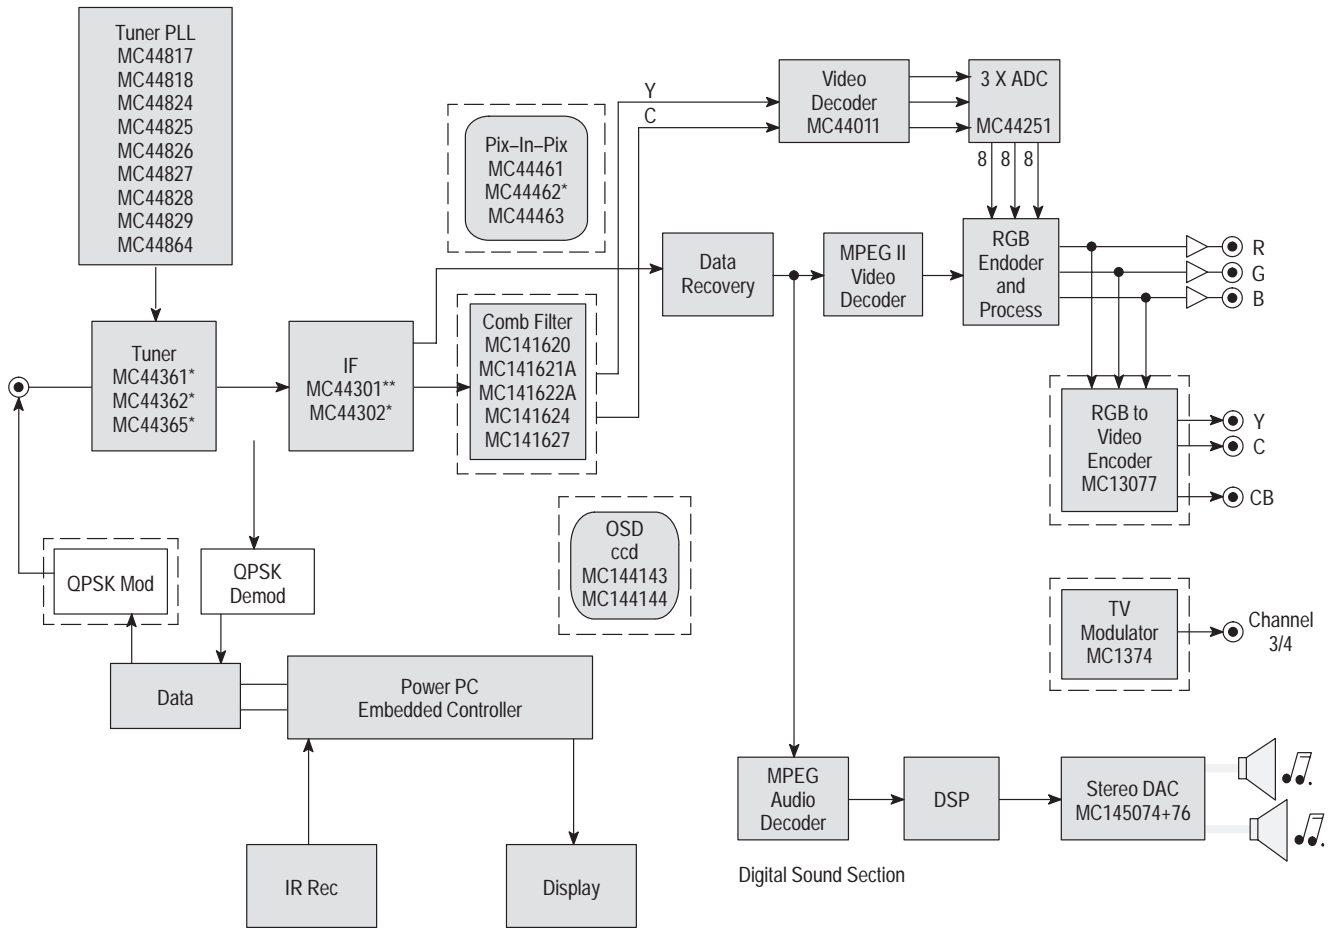 Tuner PLL
MC44817
MC44818
MC44824
MC44825
MC44826
MC44827
MC44828
MC44829
MC44864
Pix–In–Pix
MC44461
MC44462*
MC44463
Y
C
Video
Decoder
MC44011
3 X ADC
MC44251
8 8 8
Tuner
MC44361*
MC44362*
MC44365*
IF
MC44301**
MC44302*
Comb Filter
MC141620
MC141621A
MC141622A
MC141624
MC141627
Data
Recovery
MPEG II
Video
Decoder
RGB
Endoder
and
Process
R
G
B
RGB to
Video
Encoder
MC13077
Y
C
CB
OSD
ccd
MC144143
MC144144
QPSK Mod
QPSK
Demod
TV
Modulator
MC1374
Channel
3/4
Data
Power PC
Embedded Controller
MPEG
Audio
Decoder
DSP
Stereo DAC
MC145074+76
IR Rec
Display
Digital Sound Section